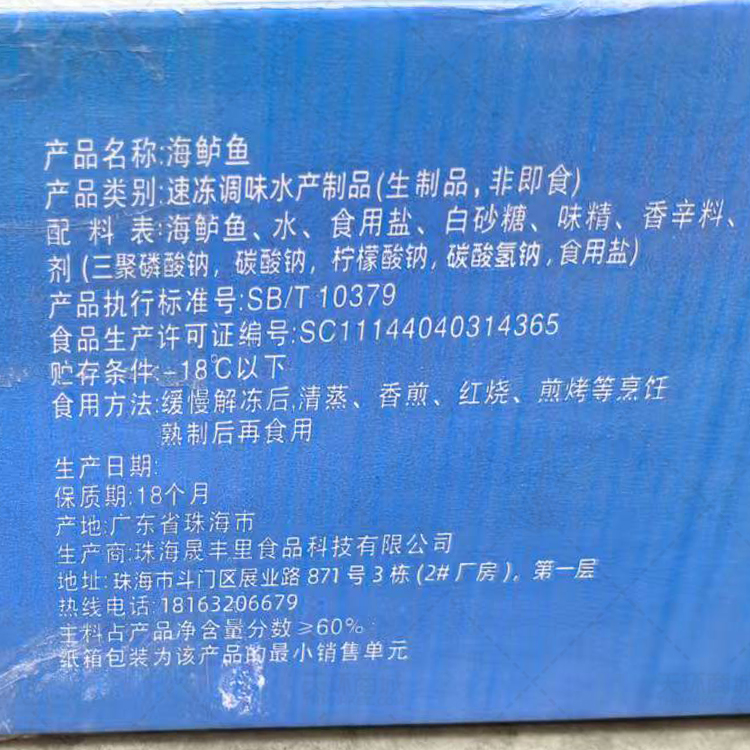 产品名称:海鲈鱼
产品类别:速冻调味水产制品(生制品,非即食)
配料表:海鲈鱼、水、食用盐、白砂糖、味精、香辛料、
剂(三聚磷酸钠,碳酸钠,柠檬酸钠,碳酸氢钠,食用盐)
产品执行标准号:SB/T 10379
食品生产许可证编号:SC11144040314365
贮存条件:-18℃以下
食用方法:缓慢解冻后,清蒸、香煎、红烧、煎烤等烹饪
熟制后再食用
生产日期:
保质期:18个月
产地:广东省珠海市
生产商:珠海晟丰里食品科技有限公司
地址:珠海市斗门区展业路871号3栋(2#厂房),第一层
热线电话:18163206679
主料占产品净含量分数≥60%
纸箱包装为该产品的最小销售单元